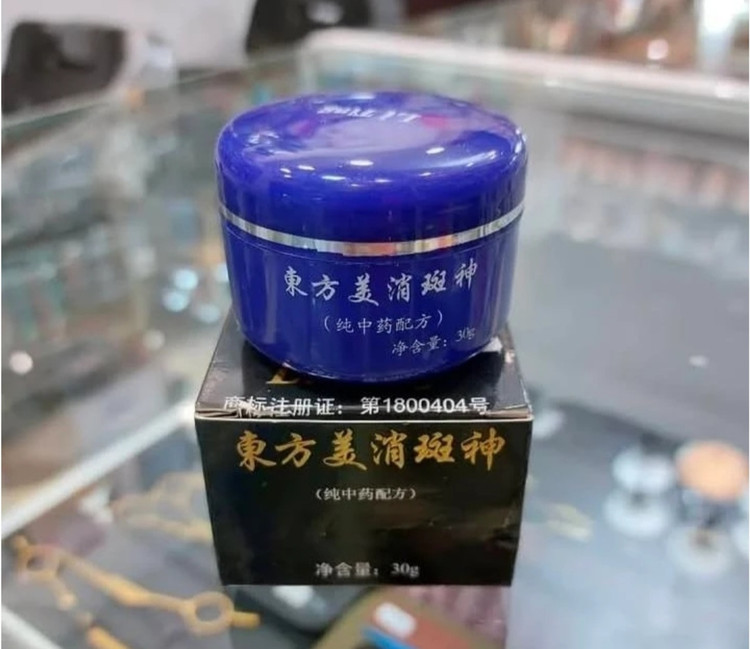 東方美消斑神
（纯中药配方）
净含量：30g
商标注册证：第1800404号
東方美消斑神
（纯中药配方）
净含量：30g